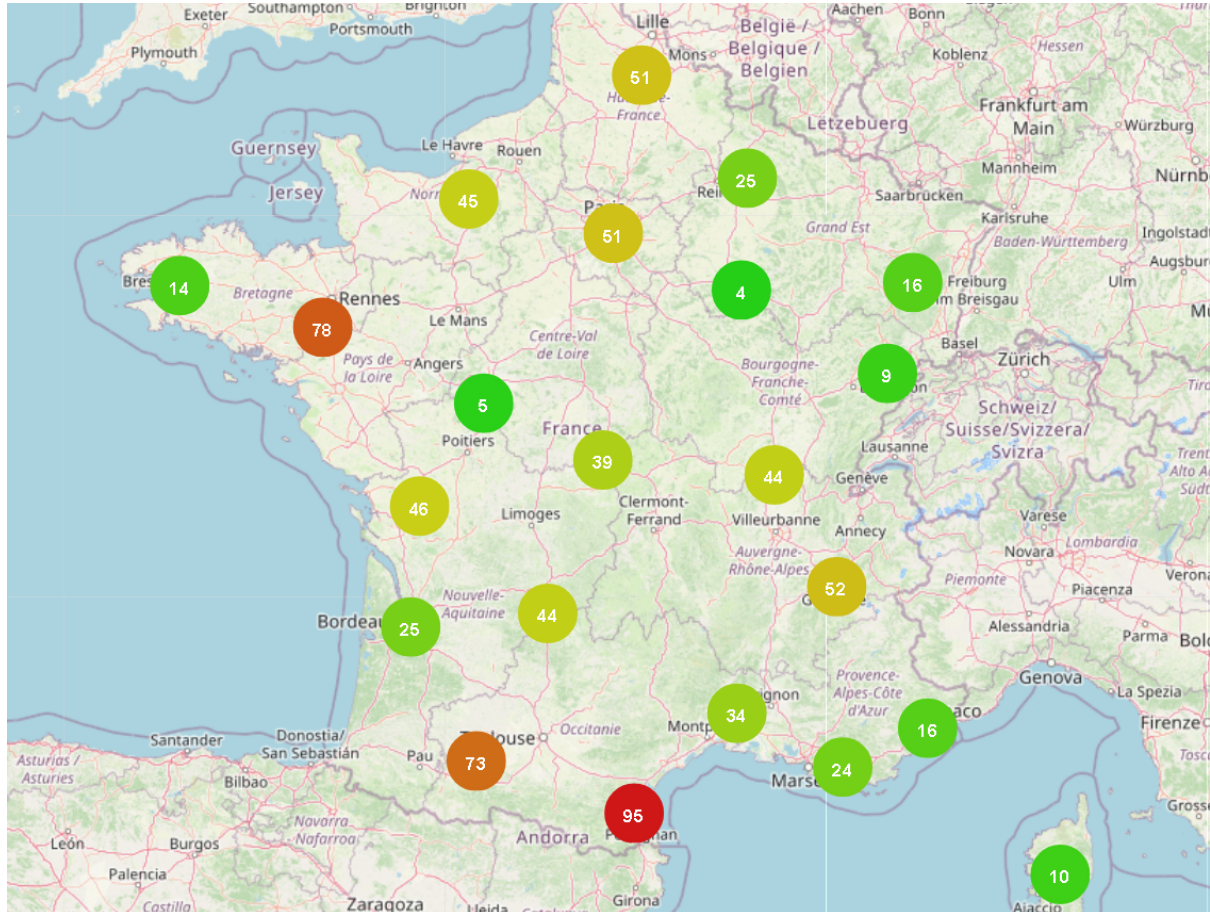 Exeter
Southampton
Brighton
Portsmouth
Plymouth
Lille
Mons
België /
Belgique /
Belgien
Aachen
Bonn
Koblenz
Hessen
51
France
Frankfurt am
Main
Würzburg
Lëtzebuerg
Guernsey
Jersey
Le Havre
Rouen
45
25
Mannheim
Saarbrücken
Karlsruhe
Grand Est
Baden-Württemberg
Ingolstadt
51
14
Bretagne
Rennes
4
16
Freiburg
im Breisgau
Ulm
Augsburg
78
Le Mans
Centre-Val
de Loire
Angers
Pays de
la Loire
Bourgogne-
Franche-
Comté
9
Basel
Zürich
5
Poitiers
France
Schweiz/
Suisse/Svizzera/
Svizra
Lausanne
39
44
Genève
46
Limoges
Clermont-
Ferrand
Villeurbanne
Annecy
Varese
Novara
Lombardia
Auvergne-
Rhône-Alpes
52
Piemonte
Piacenza
Verona
Nouvelle-
Aquitaine
44
25
Alessandria
Parma
Genova
La Spezia
Firenze
Provence-
Alpes-Côte
d'Azur
34
16
Occitanie
24
73
Pau
Santander
Donostia/
San Sebastián
Bilbao
Asturias /
Asturies
Navarra
Nafarroa
León
Burgos
Palencia
Castilla
Zaragoza
95
Andorra
Girona
10
Ajaccio